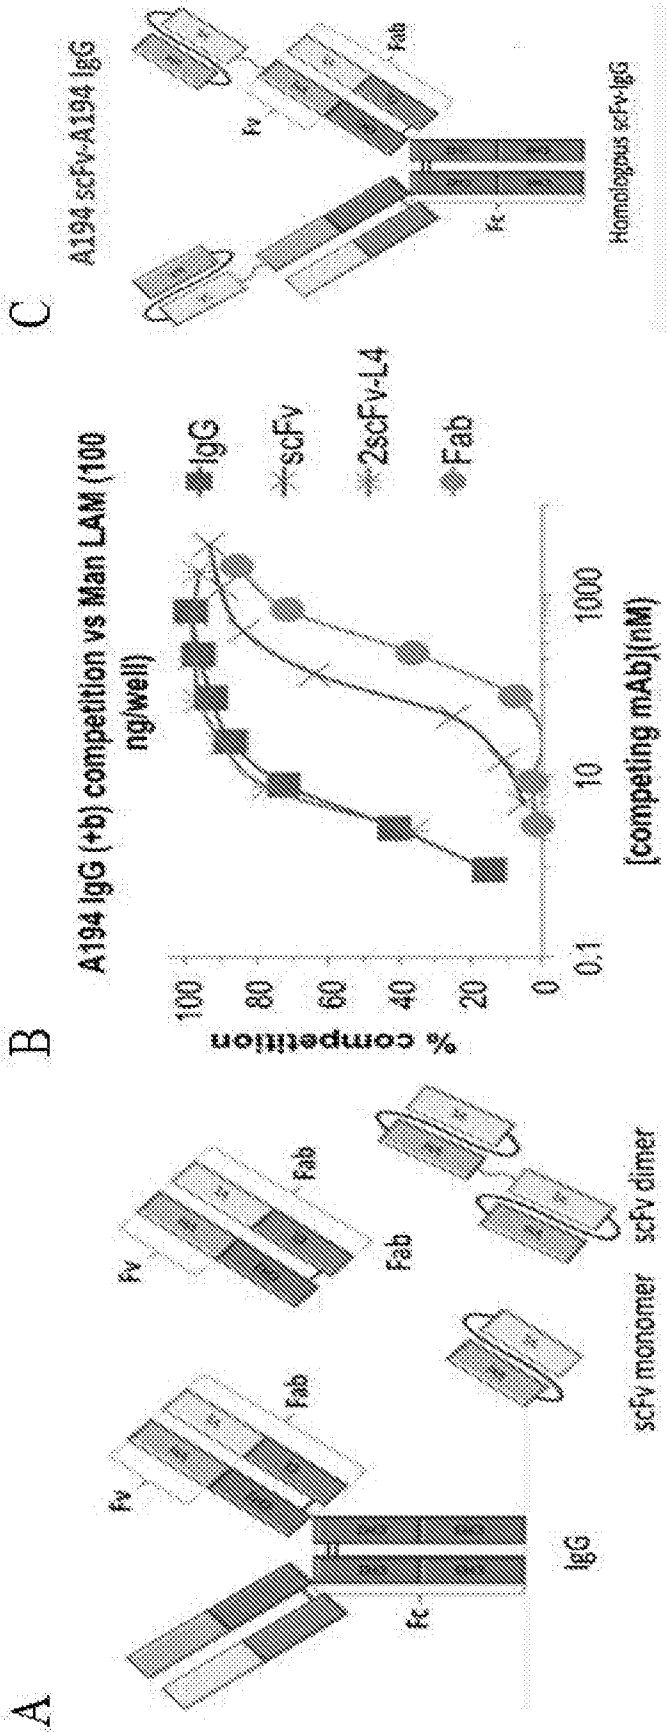 A
Fv
Fab
Fc
IgG
Fv
Fab
Fab
scFv monomer
scFv dimer
B
A194 IgG (+b) competition vs Man LAM (100
ng/well)
% competition
100
80
60
40
20
0
0.1
10
1000
[competing mAb](nM)
IgG
scFv
2scFv-L4
Fab
C
A194 scFv-A194 IgG
Fv
Fab
Fc
Homologous scFv-IgG